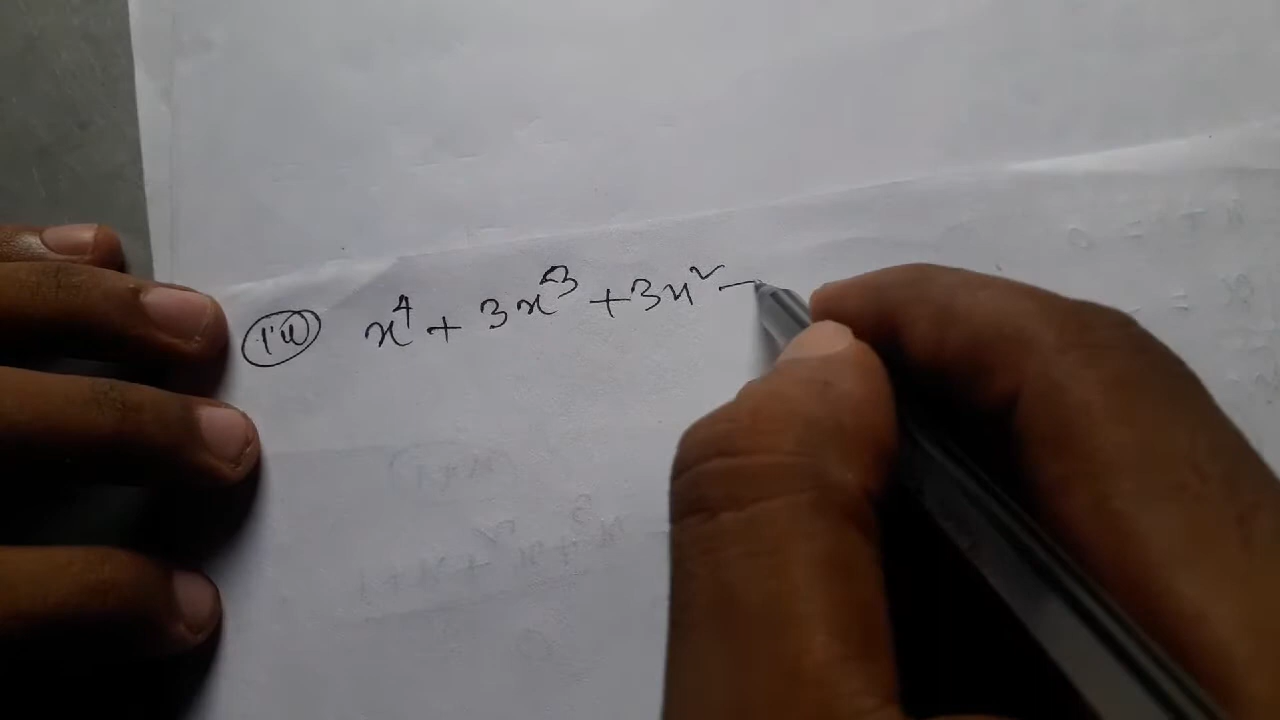 (iii) x⁴ + 3x³ + 3x² –